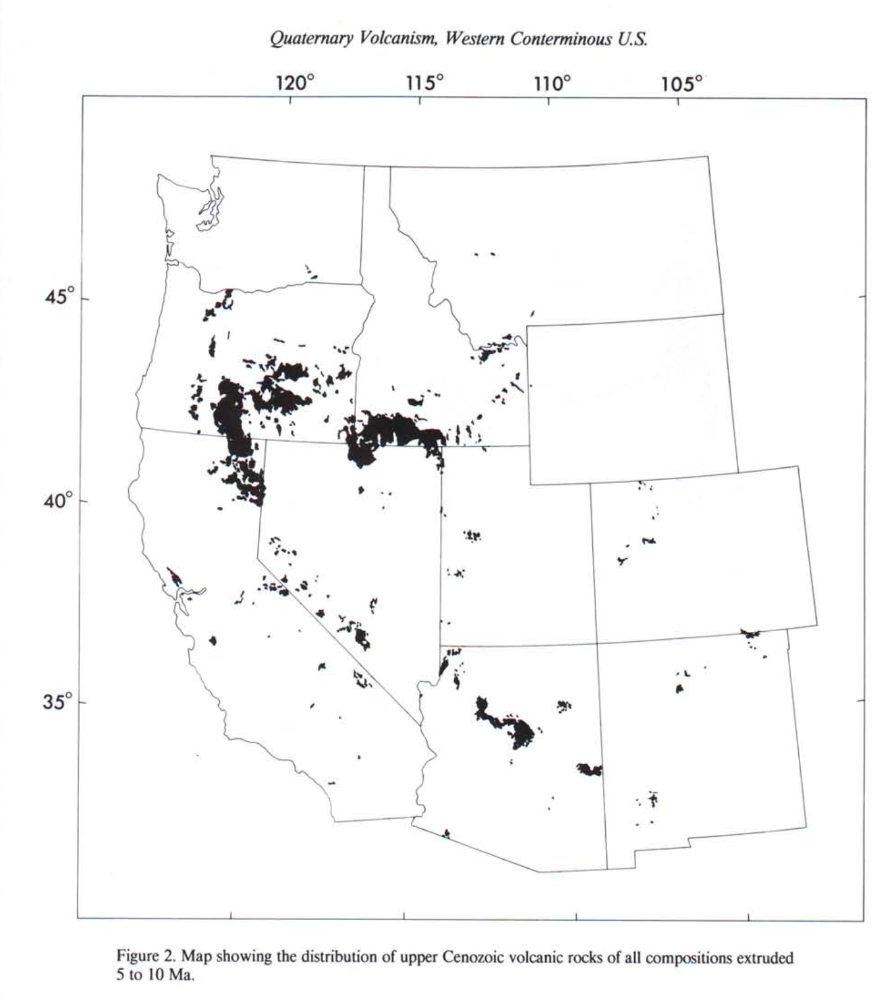 Quaternary Volcanism, Western Conterminous U.S.
120° 115° 110° 105°
45°
40°
35°
Figure 2. Map showing the distribution of upper Cenozoic volcanic rocks of all compositions extruded
5 to 10 Ma.